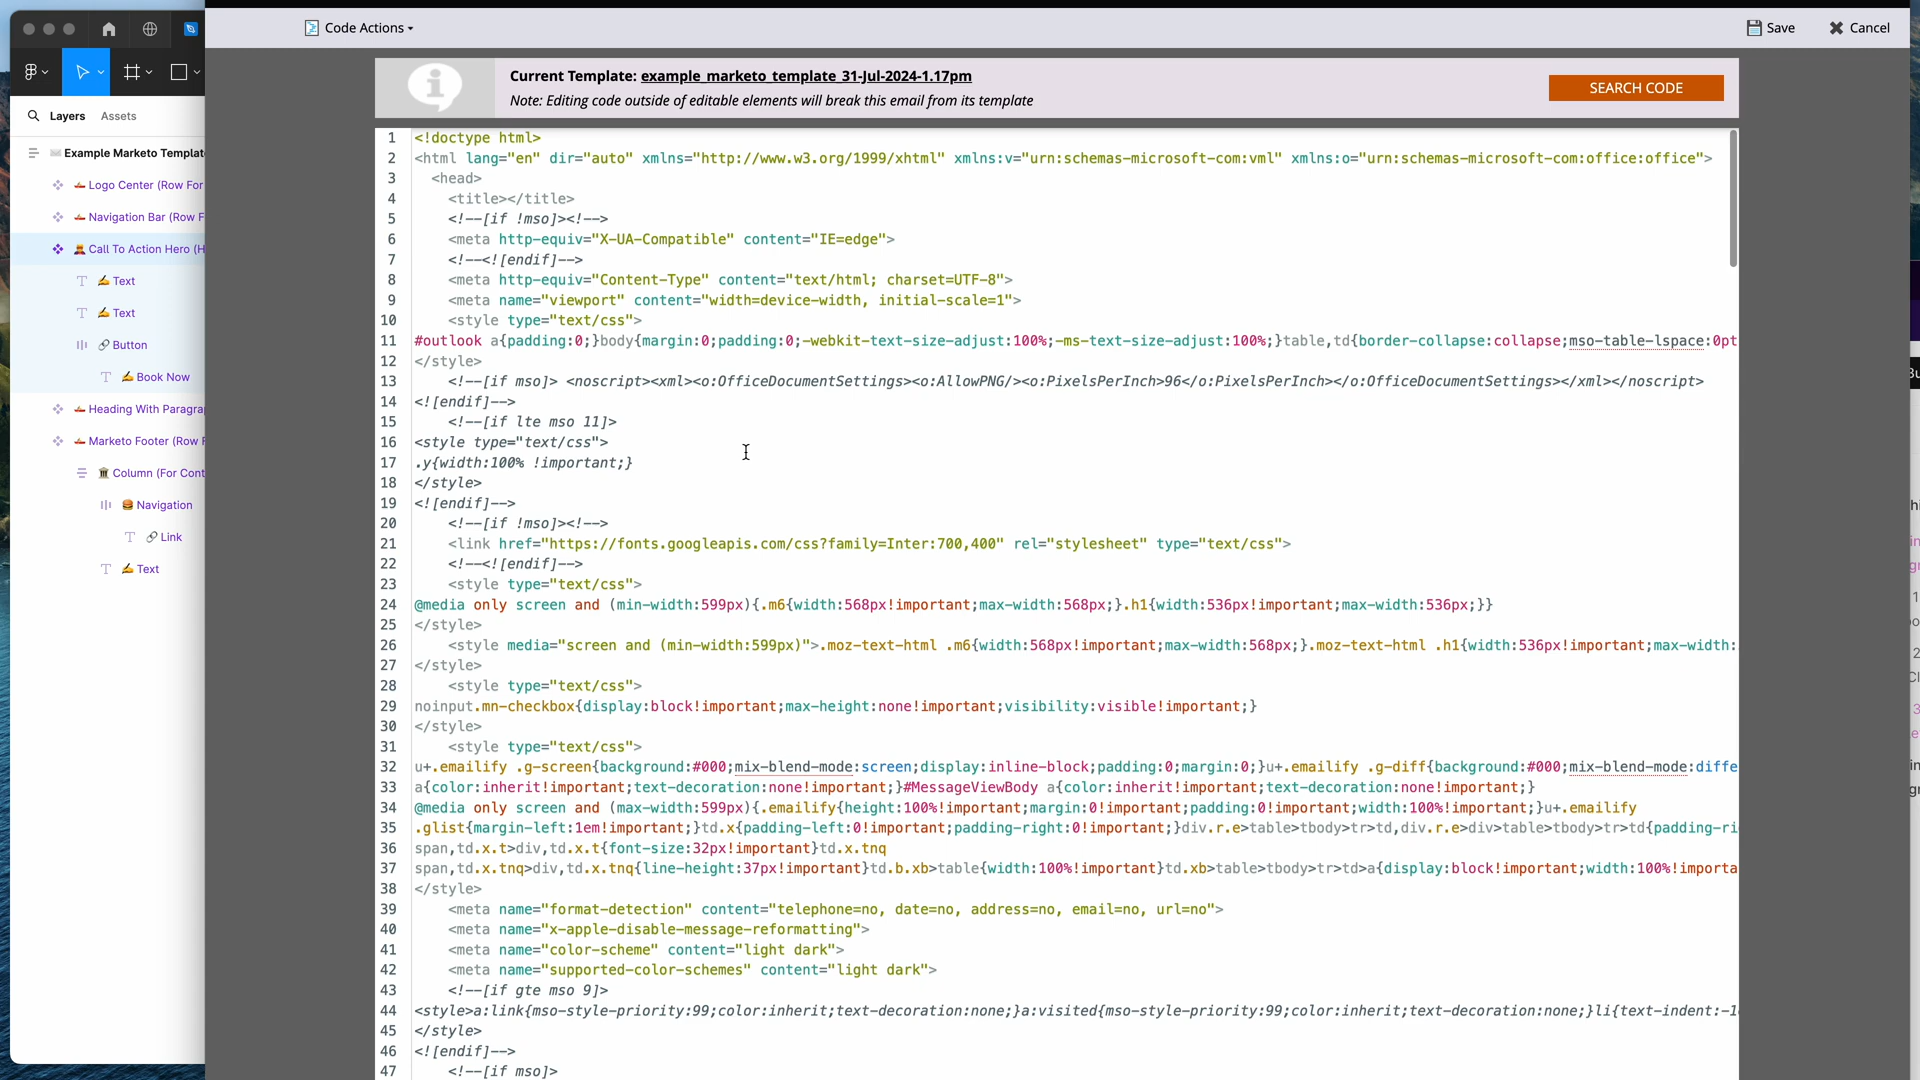 Code Actions
Save
Cancel
Current Template: example_marketo_template_31-Jul-2024-1.17pm
Note: Editing code outside of editable elements will break this email from its template
SEARCH CODE
Layers
Assets
Example Marketo Templat
Logo Center (Row For
Navigation Bar (Row F
Call To Action Hero (H
Text
Text
Button
Book Now
Heading With Paragra
Marketo Footer (Row F
Column (For Cont
Navigation
Link
Text
1 <!doctype html>
2 <html lang="en" dir="auto" xmlns="http://www.w3.org/1999/xhtml" xmlns:v="urn:schemas-microsoft-com:vml" xmlns:o="urn:schemas-microsoft-com:office:office">
3 <head>
4 <title></title>
5 <!--[if !mso]><!-->
6 <meta http-equiv="X-UA-Compatible" content="IE=edge">
7 <!--<![endif]-->
8 <meta http-equiv="Content-Type" content="text/html; charset=UTF-8">
9 <meta name="viewport" content="width=device-width, initial-scale=1">
10 <style type="text/css">
11 #outlook a{padding:0;}body{margin:0;padding:0;-webkit-text-size-adjust:100%;-ms-text-size-adjust:100%;}table,td{border-collapse:collapse;mso-table-lspace:0pt
12 </style>
13 <!--[if mso]> <noscript><xml><o:OfficeDocumentSettings><o:AllowPNG/><o:PixelsPerInch>96</o:PixelsPerInch></o:OfficeDocumentSettings></xml></noscript>
14 <![endif]-->
15 <!--[if lte mso 11]>
16 <style type="text/css">
17 .y{width:100% !important;}
18 </style>
19 <![endif]-->
20 <!--[if !mso]><!-->
21 <link href="https://fonts.googleapis.com/css?family=Inter:700,400" rel="stylesheet" type="text/css">
22 <!--<![endif]-->
23 <style type="text/css">
24 @media only screen and (min-width:599px){.m6{width:568px!important;max-width:568px;}.h1{width:536px!important;max-width:536px;}}
25 </style>
26 <style media="screen and (min-width:599px)">.moz-text-html .m6{width:568px!important;max-width:568px;}.moz-text-html .h1{width:536px!important;max-width:
27 </style>
28 <style type="text/css">
29 noinput.mn-checkbox{display:block!important;max-height:none!important;visibility:visible!important;}
30 </style>
31 <style type="text/css">
32 u+.emailify .g-screen{background:#000;mix-blend-mode:screen;display:inline-block;padding:0;margin:0;}u+.emailify .g-diff{background:#000;mix-blend-mode:diffe
33 a{color:inherit!important;text-decoration:none!important;}#MessageViewBody a{color:inherit!important;text-decoration:none!important;}
34 @media only screen and (max-width:599px){.emailify{height:100%!important;margin:0!important;padding:0!important;width:100%!important;}u+.emailify
35 .glist{margin-left:1em!important;}td.x{padding-left:0!important;padding-right:0!important;}div.r.e>table>tbody>tr>td,div.r.e>div>table>tbody>tr>td{padding-ri
36 span,td.x.t>div,td.x.t{font-size:32px!important}td.x.tnq
37 span,td.x.tnq>div,td.x.tnq{line-height:37px!important}td.b.xb>table{width:100%!important}td.xb>table>tbody>tr>td>a{display:block!important;width:100%!importa
38 </style>
39 <meta name="format-detection" content="telephone=no, date=no, address=no, email=no, url=no">
40 <meta name="x-apple-disable-message-reformatting">
41 <meta name="color-scheme" content="light dark">
42 <meta name="supported-color-schemes" content="light dark">
43 <!--[if gte mso 9]>
44 <style>a:link{mso-style-priority:99;color:inherit;text-decoration:none;}a:visited{mso-style-priority:99;color:inherit;text-decoration:none;}li{text-indent:-1
45 </style>
46 <![endif]-->
47 <!--[if mso]>